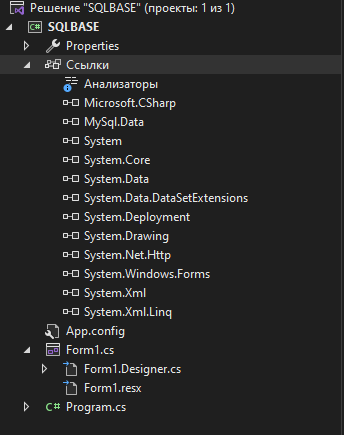 Решение "SQLBASE" (проекты: 1 из 1)
SQLBASE
Properties
Ссылки
Анализаторы
Microsoft.CSharp
MySql.Data
System
System.Core
System.Data
System.Data.DataSetExtensions
System.Deployment
System.Drawing
System.Net.Http
System.Windows.Forms
System.Xml
System.Xml.Linq
App.config
Form1.cs
Form1.Designer.cs
Form1.resx
Program.cs